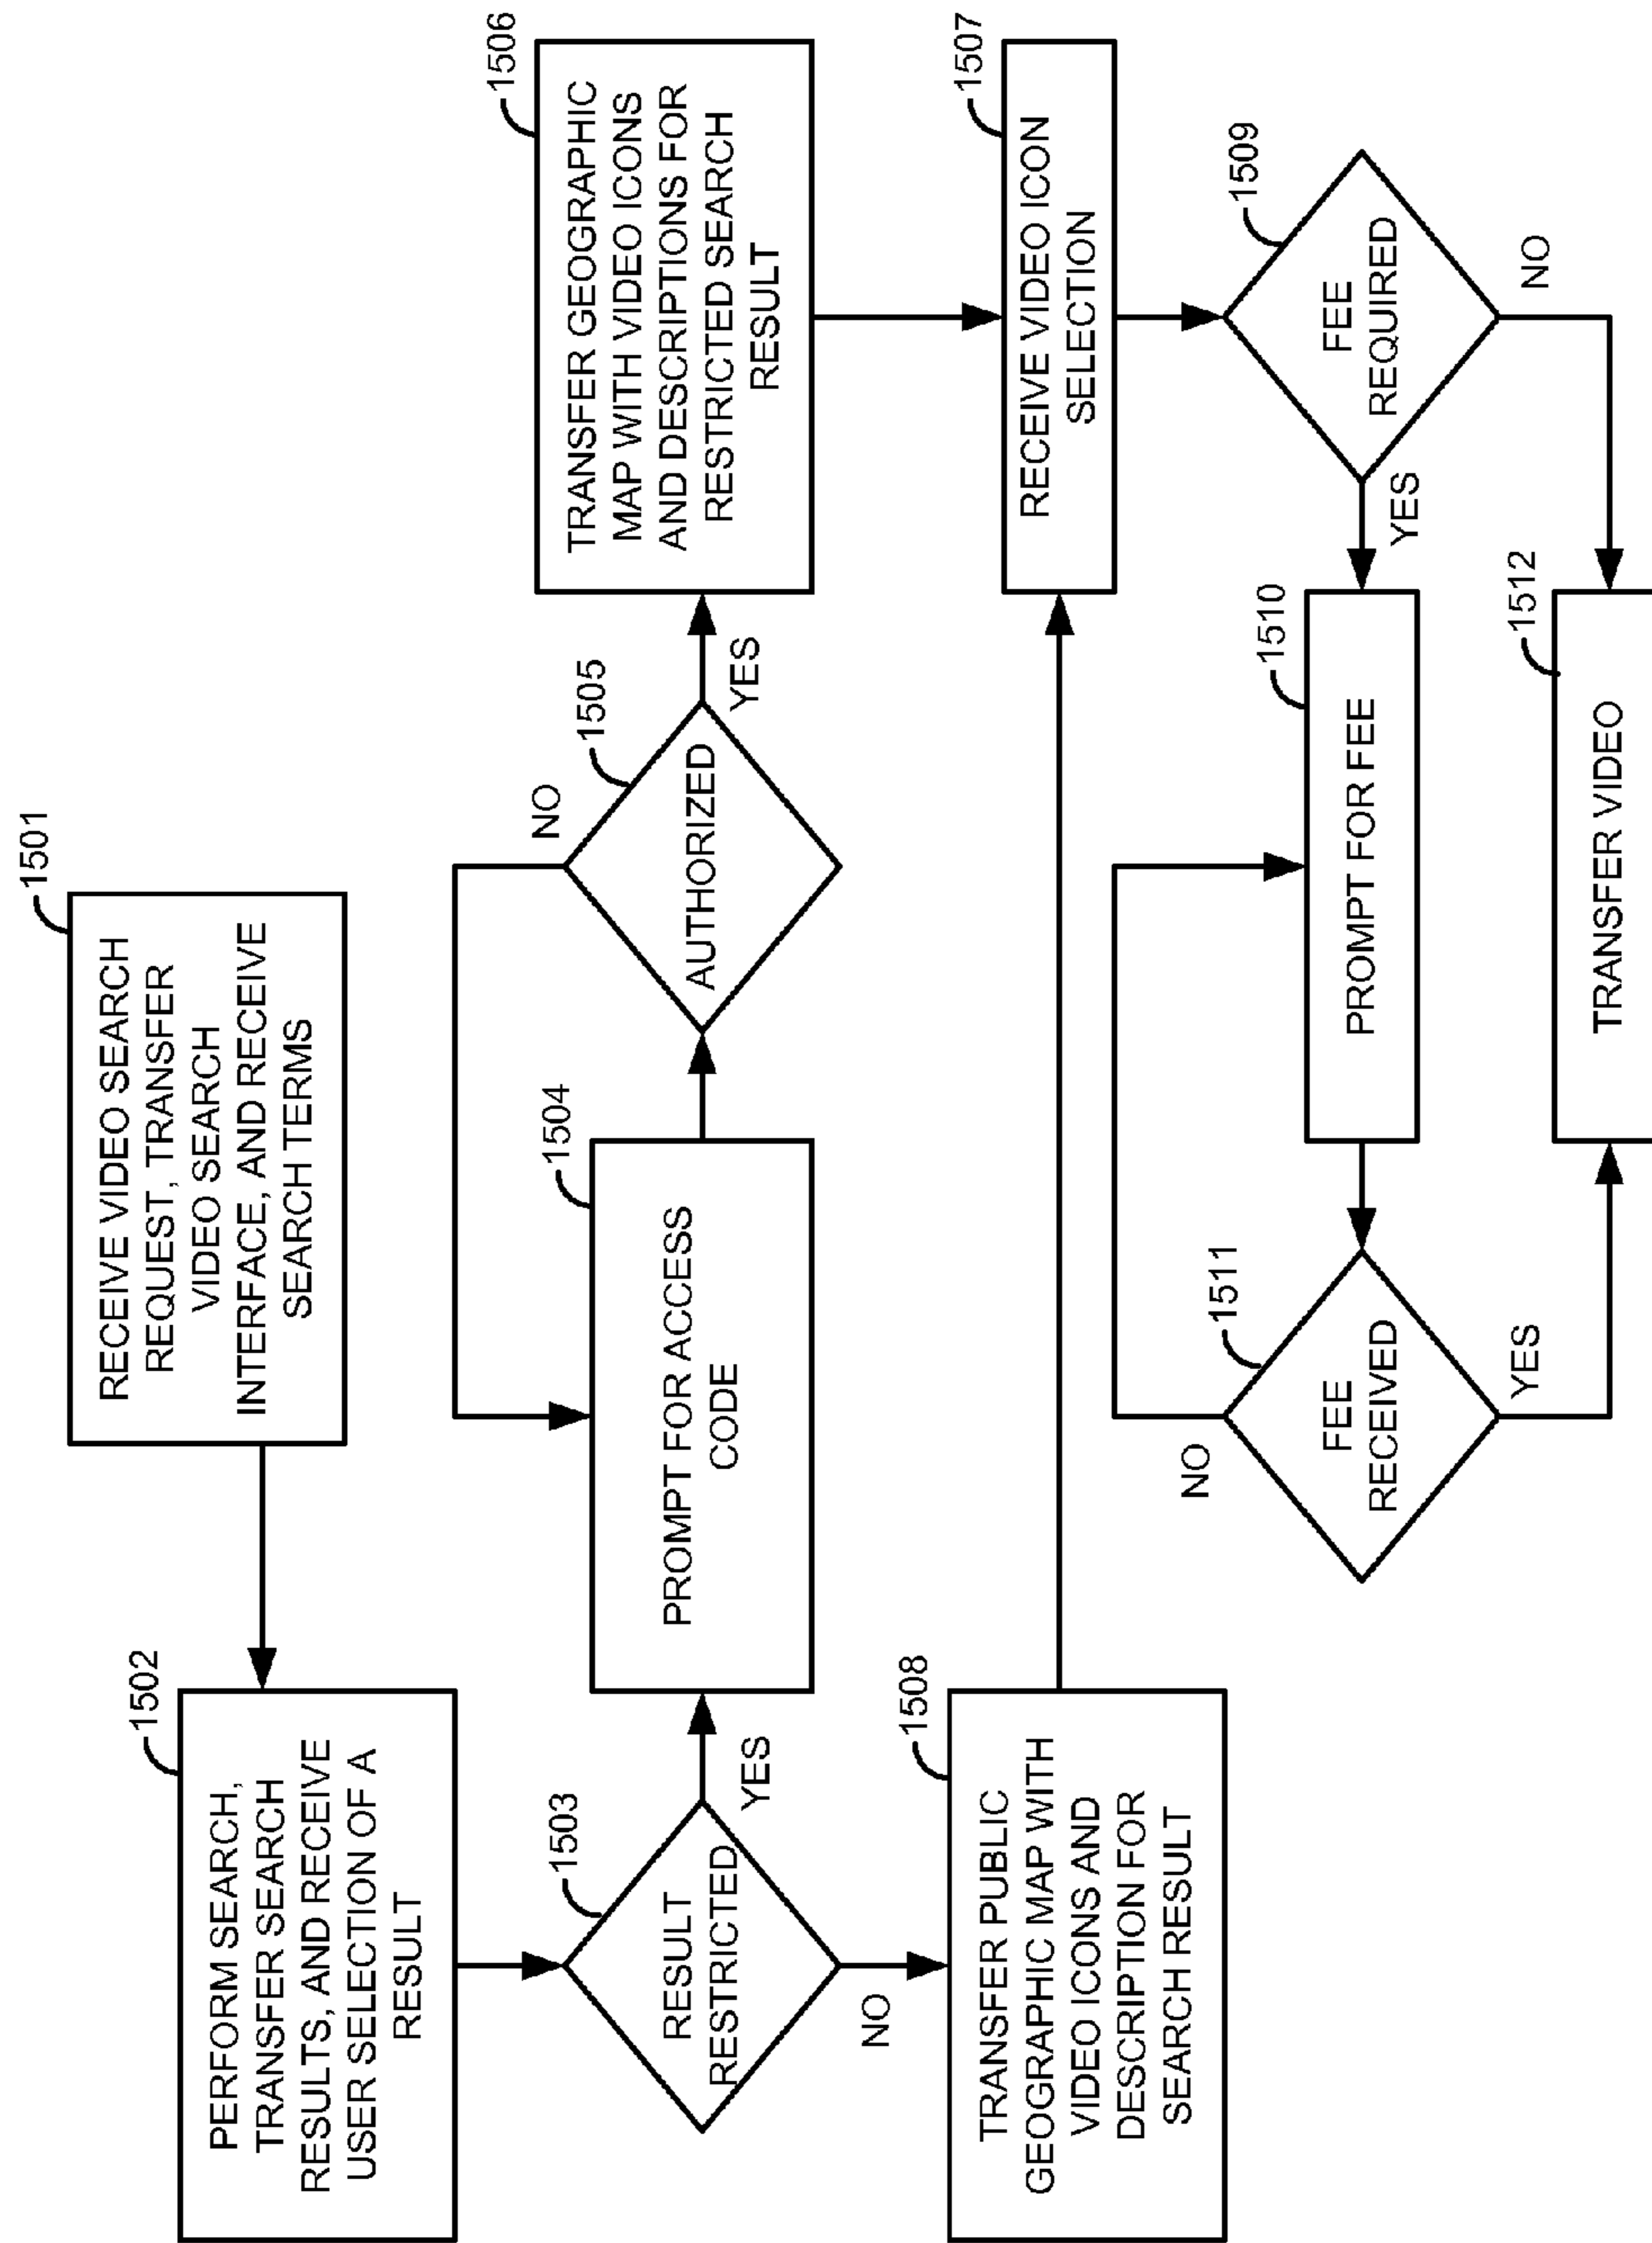 1501
RECEIVE VIDEO SEARCH
REQUEST, TRANSFER
VIDEO SEARCH
INTERFACE, AND RECEIVE
SEARCH TERMS
1502
PERFORM SEARCH,
TRANSFER SEARCH
RESULTS, AND RECEIVE
USER SELECTION OF A
RESULT
1503
RESULT
RESTRICTED
YES
NO
1504
PROMPT FOR ACCESS
CODE
1505
AUTHORIZED
NO
YES
1506
TRANSFER GEOGRAPHIC
MAP WITH VIDEO ICONS
AND DESCRIPTIONS FOR
RESTRICTED SEARCH
RESULT
1508
TRANSFER PUBLIC
GEOGRAPHIC MAP WITH
VIDEO ICONS AND
DESCRIPTION FOR
SEARCH RESULT
1507
RECEIVE VIDEO ICON
SELECTION
1509
FEE
REQUIRED
YES
NO
1510
PROMPT FOR FEE
1511
FEE
RECEIVED
NO
YES
1512
TRANSFER VIDEO